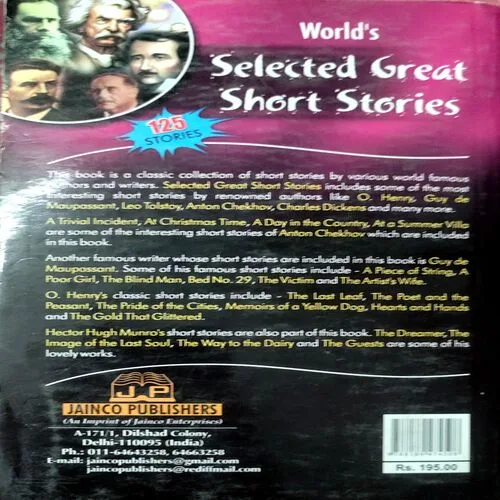 World's
Selected Great
Short Stories
125
STORIES
This book is a classic collection of short stories by various world famous
authors and writers. Selected Great Short Stories includes some of the most
interesting short stories by renowned authors like O. Henry, Guy de
Maupassant, Leo Tolstoy, Anton Chekhov, Charles Dickens and many more.
A Trivial Incident, At Christmas Time, A Day in the Country, At a Summer Villa
are some of the interesting short stories of Anton Chekhov which are included
in this book.
Another famous writer whose short stories are included in this book is Guy de
Maupassant. Some of his famous short stories include - A Piece of String, A
Poor Girl, The Blind Man, Bed No. 29, The Victim and The Artist's Wife.
O. Henry's classic short stories include - The Last Leaf, The Poet and the
Peasant, The Pride of the Cities, Memoirs of a Yellow Dog, Hearts and Hands
and The Gold That Glittered.
Hector Hugh Munro's short stories are also part of this book. The Dreamer, The
Image of the Lost Soul, The Way to the Dairy and The Guests are some of his
lovely works.
J P
JAINCO PUBLISHERS
(An Imprint of Jainco Enterprises)
A-171/1, Dilshad Colony,
Delhi-110095 (India)
Ph.: 011-64643258, 64663258
E-mail: jaincopublishers@gmail.com
jaincopublishers@rediffmail.com
Rs. 195.00